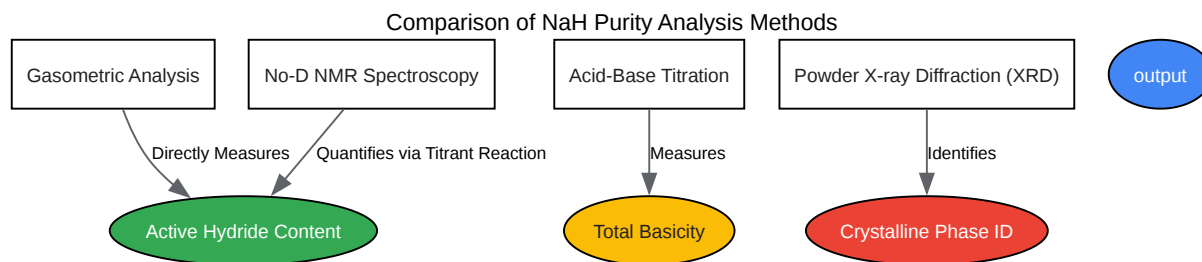 Comparison of NaH Purity Analysis Methods
Gasometric Analysis
No-D NMR Spectroscopy
Acid-Base Titration
Powder X-ray Diffraction (XRD)
output
Directly Measures
Quantifies via Titrant Reaction
Measures
Identifies
Active Hydride Content
Total Basicity
Crystalline Phase ID